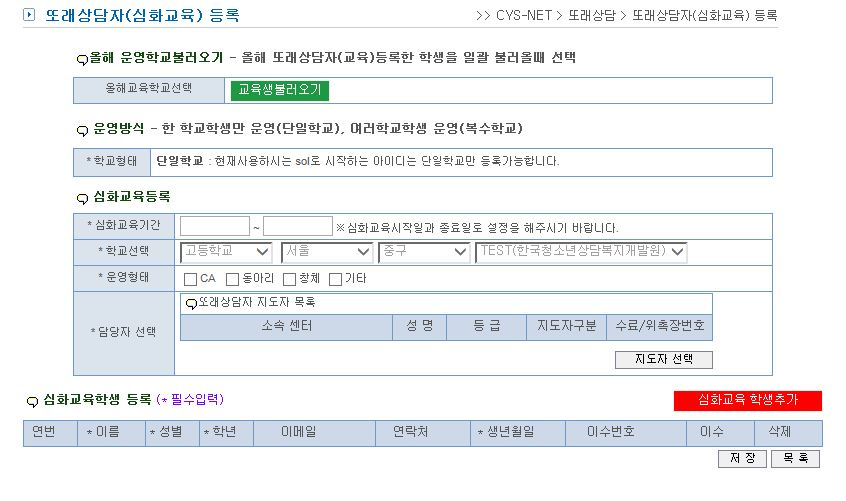 또래상담자(심화교육) 등록
>> CYS-NET > 또래상담 > 또래상담자(심화교육) 등록
올해 운영학교불러오기 - 올해 또래상담자(교육)등록한 학생을 일괄 불러올때 선택
올해교육학교선택 교육생불러오기
운영방식 - 한 학교학생만 운영(단일학교), 여러학교학생 운영(복수학교)
* 학교형태 단일학교 : 현재사용하시는 sol로 시작하는 아이디는 단일학교만 등록가능합니다.
심화교육등록
* 심화교육기간 ~ ※ 심화교육시작일과 종료일로 설정을 해주시기 바랍니다.
* 학교선택 고등학교 서울 중구 TEST(한국청소년상담복지개발원)
* 운영형태 CA 동아리 창체 기타
또래상담자 지도자 목록
* 담당자 선택 소속 센터 성 명 등 급 지도자구분 수료/위촉장번호
지도자 선택
심화교육학생 등록 (* 필수입력) 심화교육 학생추가
연번 * 이름 * 성별 * 학년 이메일 연락처 * 생년월일 이수번호 이수 삭제
저 장 목 록